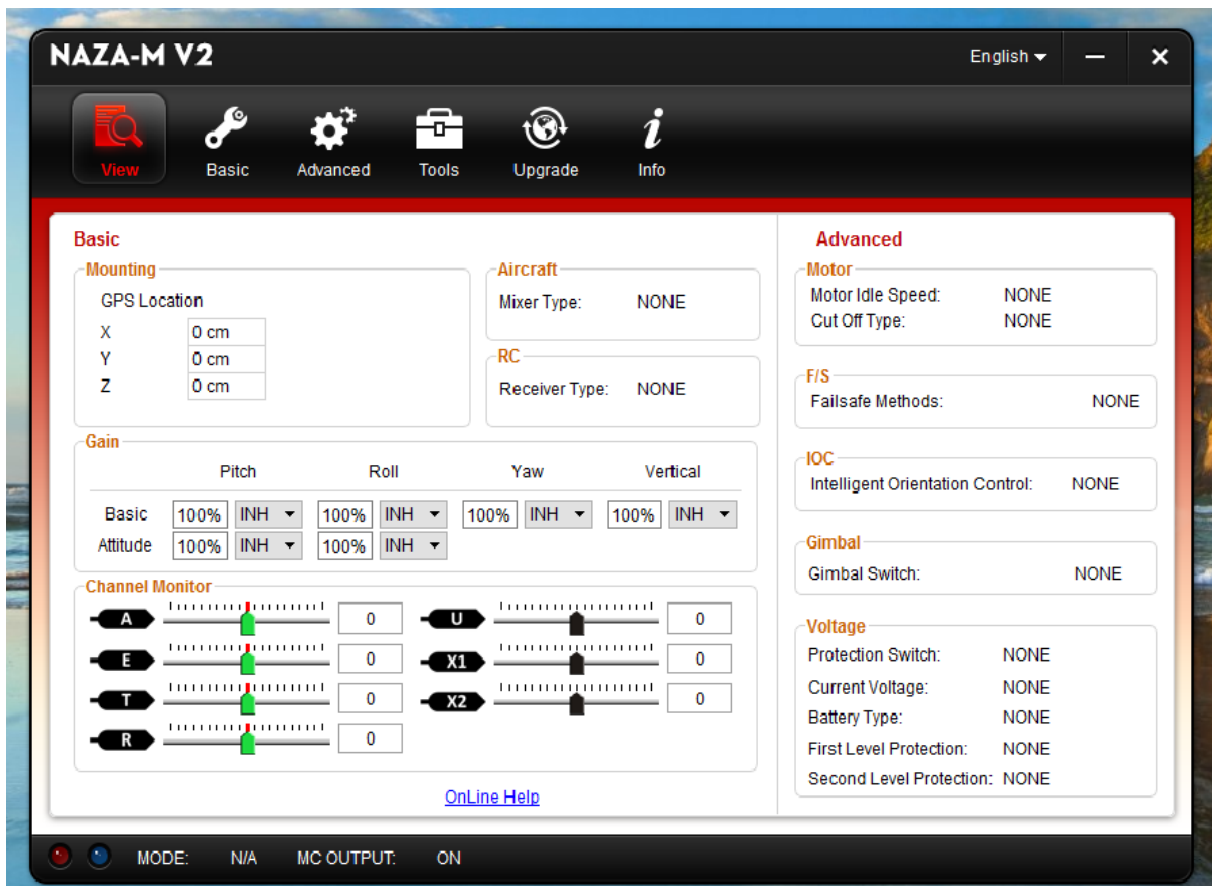 NAZA-M V2
English
View Basic Advanced Tools Upgrade Info
Basic
Mounting
GPS Location
X 0 cm
Y 0 cm
Z 0 cm
Aircraft
Mixer Type: NONE
RC
Receiver Type: NONE
Gain
Pitch Roll Yaw Vertical
Basic 100% INH 100% INH 100% INH 100% INH
Attitude 100% INH 100% INH
Channel Monitor
A 0 U 0
E 0 X1 0
T 0 X2 0
R 0
OnLine Help
Advanced
Motor
Motor Idle Speed: NONE
Cut Off Type: NONE
F/S
Failsafe Methods: NONE
IOC
Intelligent Orientation Control: NONE
Gimbal
Gimbal Switch: NONE
Voltage
Protection Switch: NONE
Current Voltage: NONE
Battery Type: NONE
First Level Protection: NONE
Second Level Protection: NONE
MODE: N/A MC OUTPUT: ON